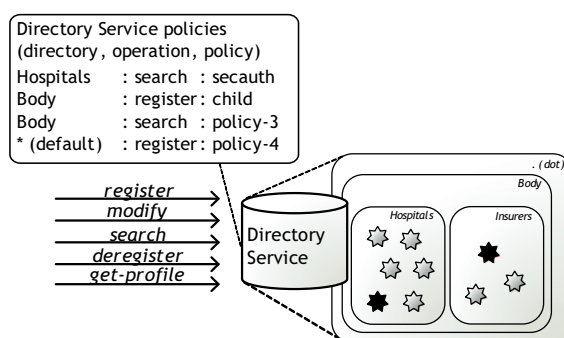 Directory Service policies
(directory, operation, policy)
Hospitals : search : secauth
Body : register : child
Body : search : policy-3
* (default) : register : policy-4
. (dot)
Body
Hospitals
Insurers
register
modify
search
deregister
get-profile
Directory
Service